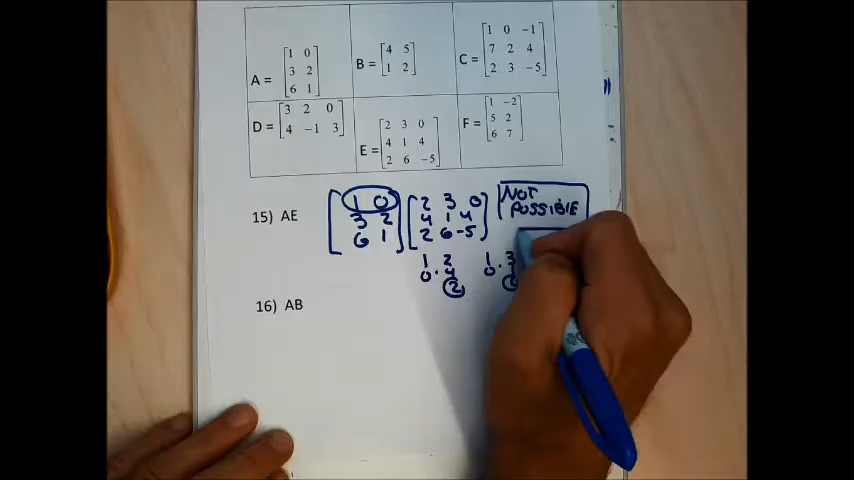 A = [1 0
3 2
6 1]
B = [4 5
1 2]
C = [1 0 −1
7 2 4
2 3 −5]
D = [3 2 0
4 −1 3]
E = [2 3 0
4 1 4
2 6 −5]
F = [1 −2
5 2
6 7]
15) AE
[1 0
3 2
6 1]
[2 3 0
4 1 4
2 6 -5]
NOT
POSSIBLE
1 2
0 · 4
2
1 3
0 ·
16) AB